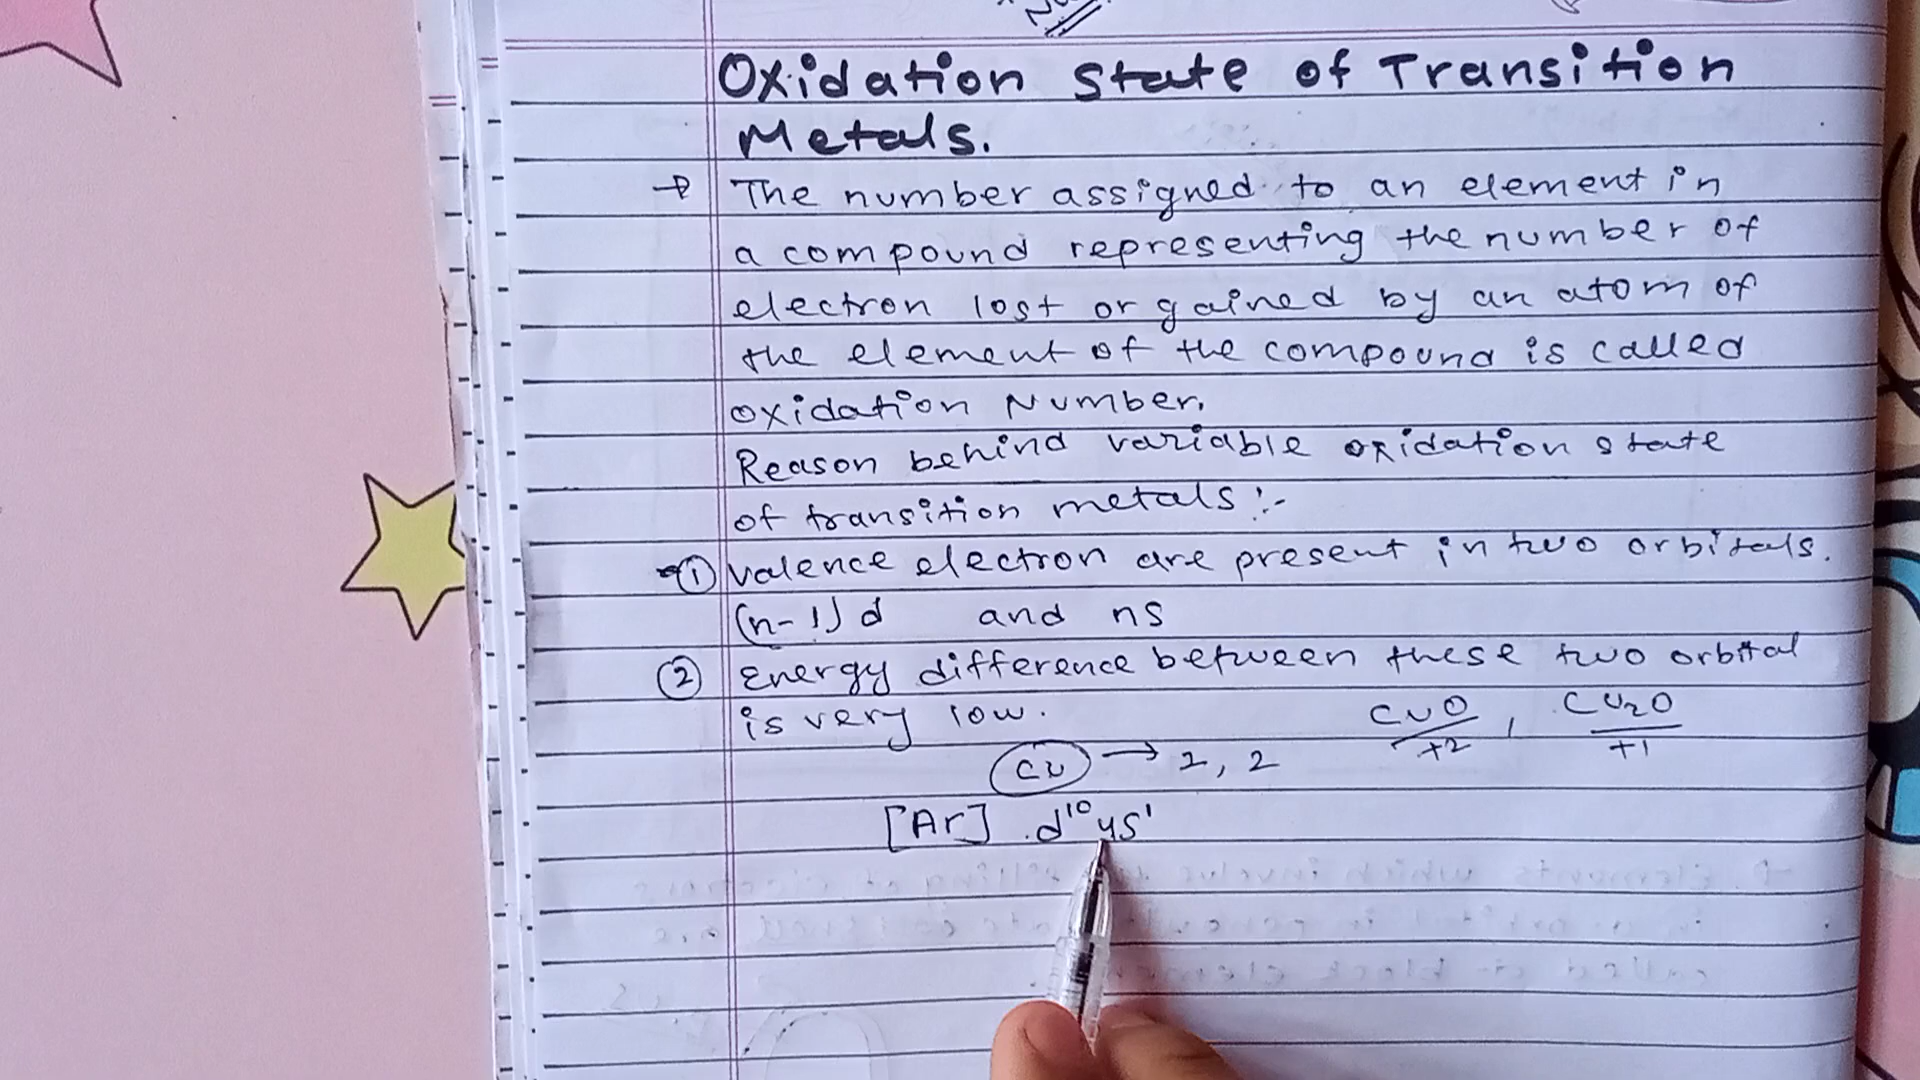 Oxidation state of Transition
Metals.
→ The number assigned to an element in
a compound representing the number of
electron lost or gained by an atom of
the element of the compound is called
oxidation Number.
Reason behind variable oxidation state
of transition metals :-
① valence electron are present in two orbitals.
(n-1) d and ns
② Energy difference between these two orbital
is very low.
CuO/+2 , Cu₂O/+1
Cu → 1, 2
[Ar] d¹⁰ 4s¹